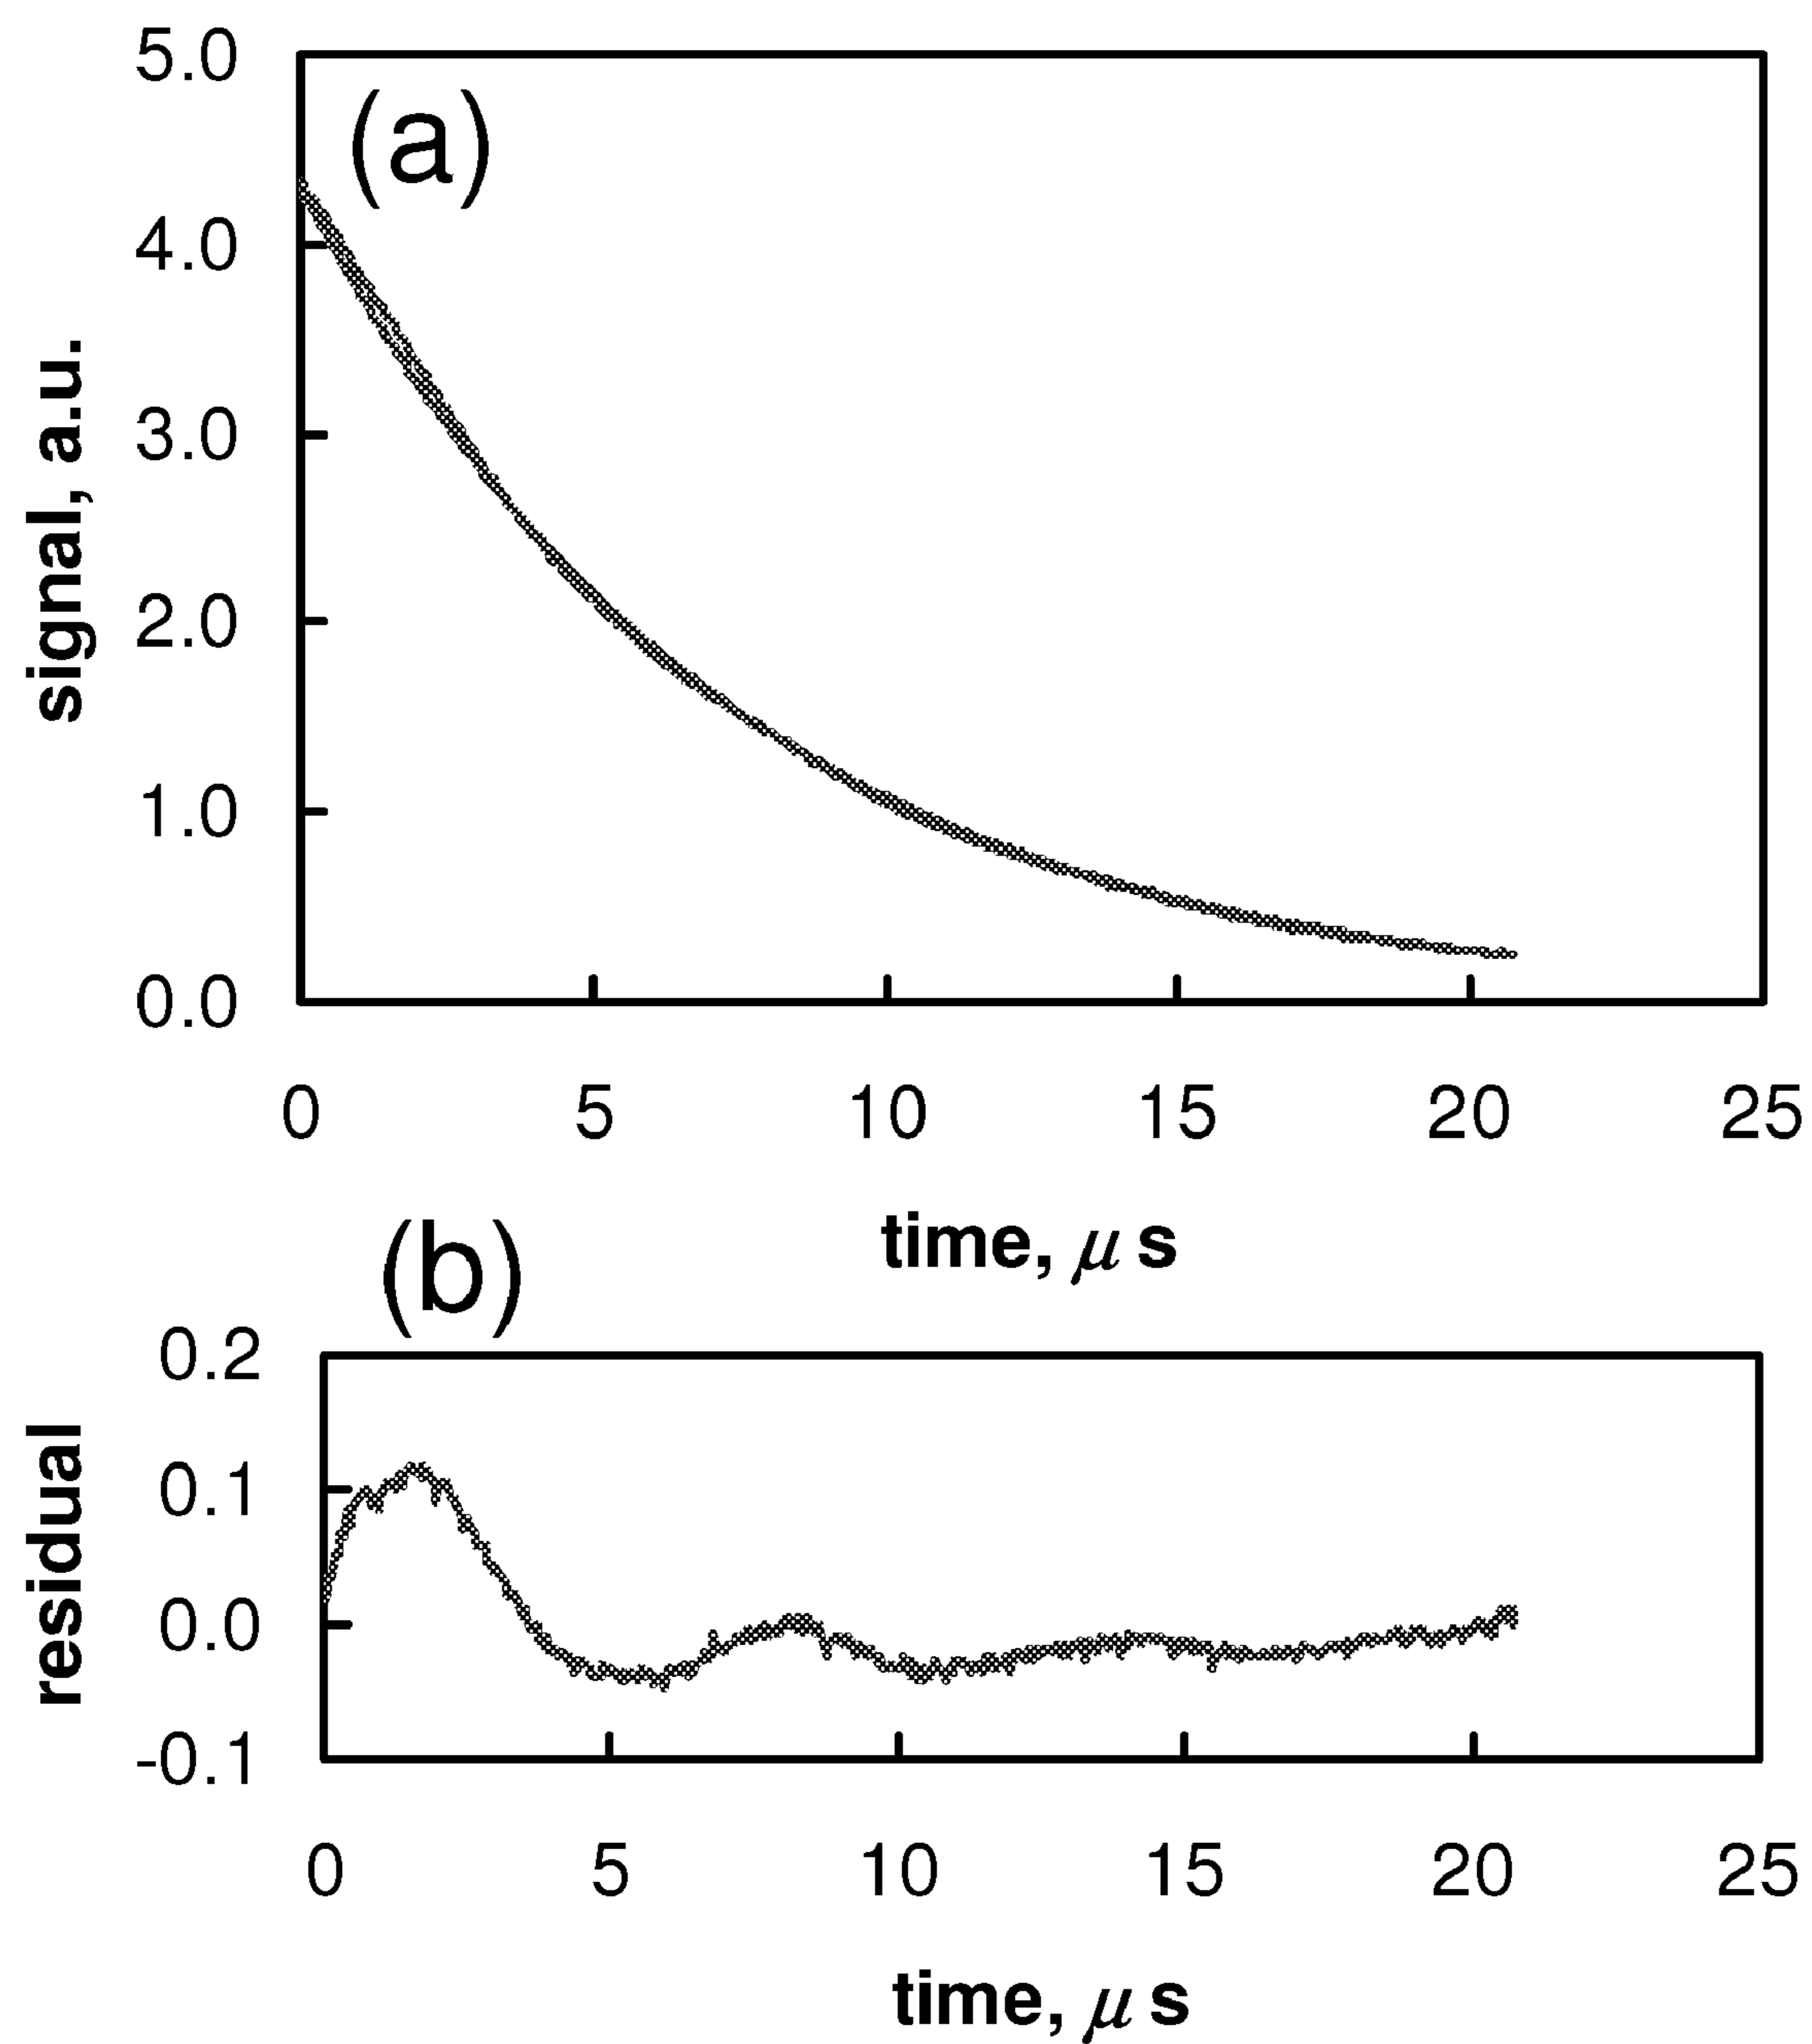 (a)
signal, a.u.
5.0
4.0
3.0
2.0
1.0
0.0
0 5 10 15 20 25
time, μ s
(b)
residual
0.2
0.1
0.0
-0.1
0 5 10 15 20 25
time, μ s